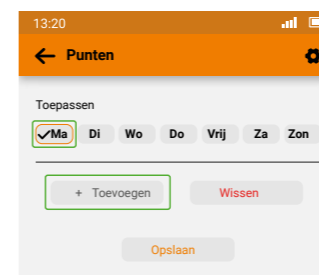 13:20
Punten
Toepassen
Ma Di Wo Do Vrij Za Zon
+ Toevoegen Wissen
Opslaan